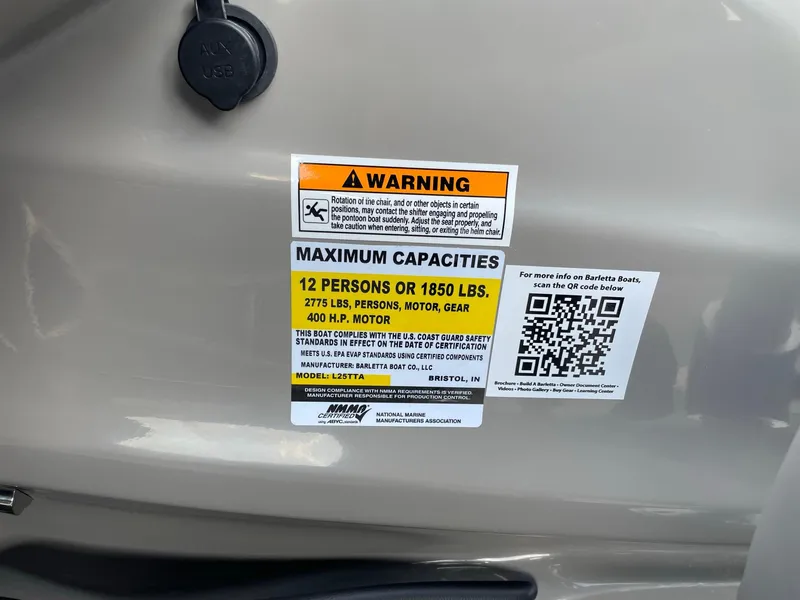 AUX
USB
WARNING
Rotation of the chair, and or other objects in certain
positions, may contact the shifter engaging and propelling
the pontoon boat suddenly. Adjust the seat properly, and
take caution when entering, sitting, or exiting the helm chair.
MAXIMUM CAPACITIES
12 PERSONS OR 1850 LBS.
2775 LBS, PERSONS, MOTOR, GEAR
400 H.P. MOTOR
THIS BOAT COMPLIES WITH THE U.S. COAST GUARD SAFETY
STANDARDS IN EFFECT ON THE DATE OF CERTIFICATION
MEETS U.S. EPA EVAP STANDARDS USING CERTIFIED COMPONENTS
MANUFACTURER: BARLETTA BOAT CO., LLC
MODEL: L25TTA BRISTOL, IN
DESIGN COMPLIANCE WITH NMMA REQUIREMENTS IS VERIFIED.
MANUFACTURER RESPONSIBLE FOR PRODUCTION CONTROL.
NMMA
CERTIFIED
using ABYC standards
NATIONAL MARINE
MANUFACTURERS ASSOCIATION
For more info on Barletta Boats,
scan the QR code below
Brochure • Build A Barletta • Owner Document Center •
Videos • Photo Gallery • Buy Gear • Learning Center